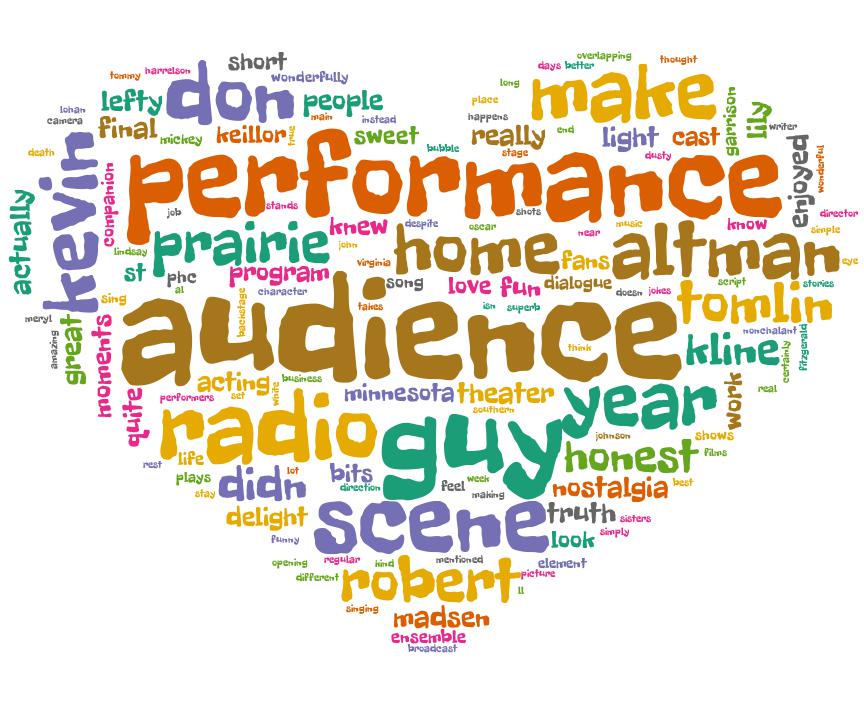 overlapping
short
days better
thought
tommy
harrelson
wonderfully
don
make
long
lefty
people
place
lohan
camera
final
mickey
keillor
true
main
instead
sweet
happens
really
end
light
cast
garrison
lily
writer
kevin
bubble
stage
dusty
enjoyed
wonderful
death
performance
companion
job
stands
shots
actually
knew
despite
oscar
near
music
know
director
simple
lindsay
prairie
john
home
fans
altman
eye
st
phc
program
virginia
song
love fun
dialogue
doesn
jokes
script
stories
al
character
sing
backstage
takes
isn
superb
tomlin
meryl
amazing
great
moments
audience
think
nonchalant
kline
certainly
fitzgerald
acting
business
set
white
minnesota
theater
year
work
real
performers
quite
southern
radio
guy
johnson
shows
honest
films
rest
life
plays
stay
didn
lot
bits
direction
feel
week
making
nostalgia
best
delight
scene
truth
sisters
simply
funny
look
opening
regular
kind
mentioned
element
different
robert
picture
ll
singing
madsen
ensemble
broadcast